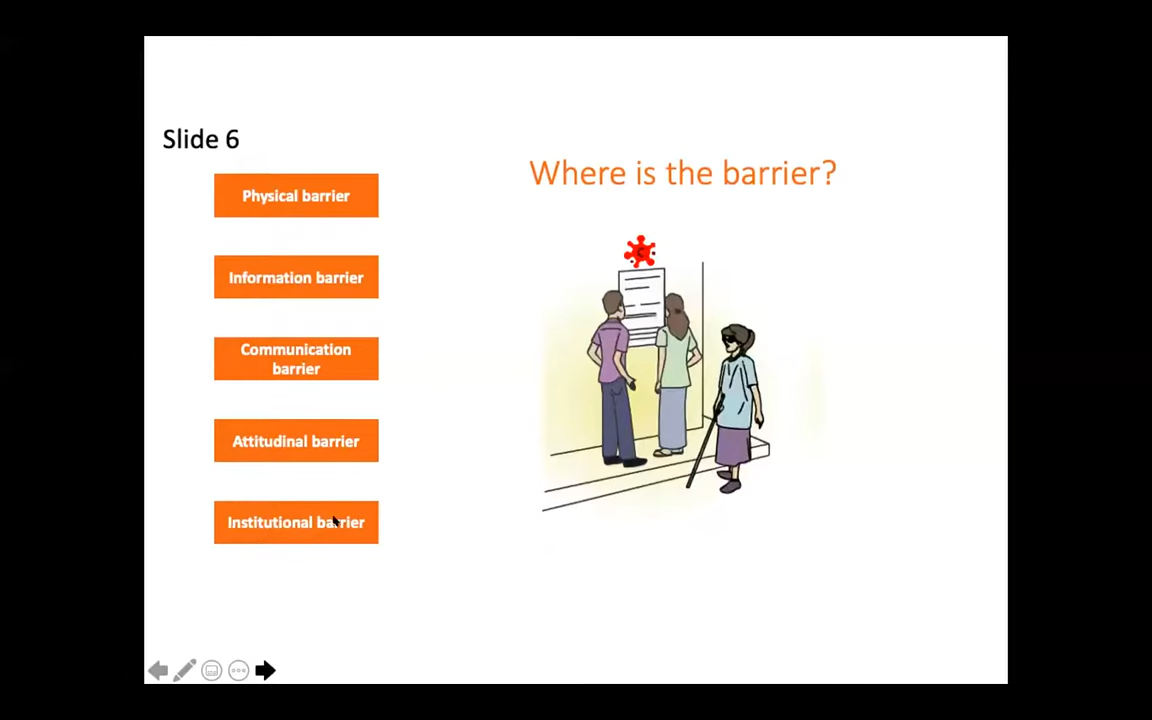 Slide 6
Where is the barrier?
Physical barrier
Information barrier
Communication
barrier
Attitudinal barrier
Institutional barrier